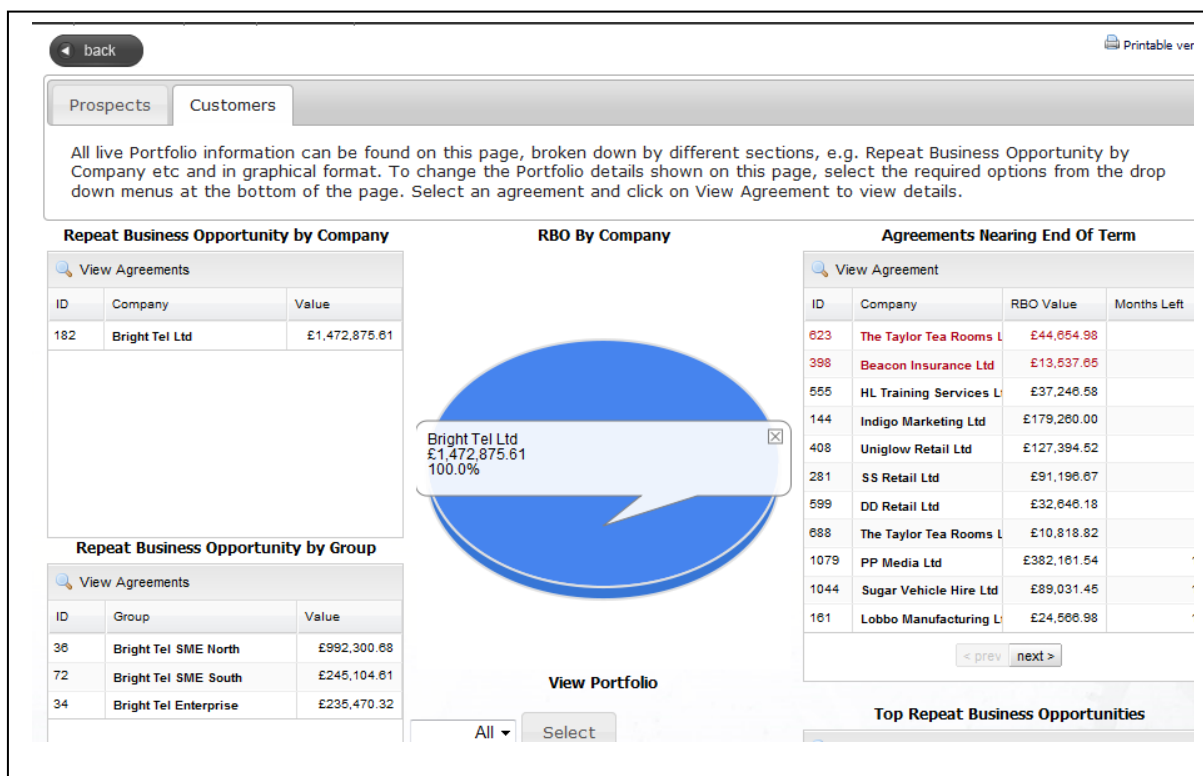 back
Printable ver
Prospects
Customers
All live Portfolio information can be found on this page, broken down by different sections, e.g. Repeat Business Opportunity by
Company etc and in graphical format. To change the Portfolio details shown on this page, select the required options from the drop
down menus at the bottom of the page. Select an agreement and click on View Agreement to view details.
Repeat Business Opportunity by Company
View Agreements
ID Company Value
182 Bright Tel Ltd £1,472,875.61
Repeat Business Opportunity by Group
View Agreements
ID Group Value
36 Bright Tel SME North £992,300.68
72 Bright Tel SME South £245,104.61
34 Bright Tel Enterprise £235,470.32
RBO By Company
Bright Tel Ltd
£1,472,875.61
100.0%
View Portfolio
All
Select
Agreements Nearing End Of Term
View Agreement
ID Company RBO Value Months Left
623 The Taylor Tea Rooms L £44,654.98
398 Beacon Insurance Ltd £13,537.65
555 HL Training Services L £37,246.58
144 Indigo Marketing Ltd £179,260.00
408 Uniglow Retail Ltd £127,394.52
281 SS Retail Ltd £91,196.67
599 DD Retail Ltd £32,646.18
688 The Taylor Tea Rooms L £10,818.82
1079 PP Media Ltd £382,161.54
1044 Sugar Vehicle Hire Ltd £89,031.45
161 Lobbo Manufacturing L £24,566.98
< prev next >
Top Repeat Business Opportunities